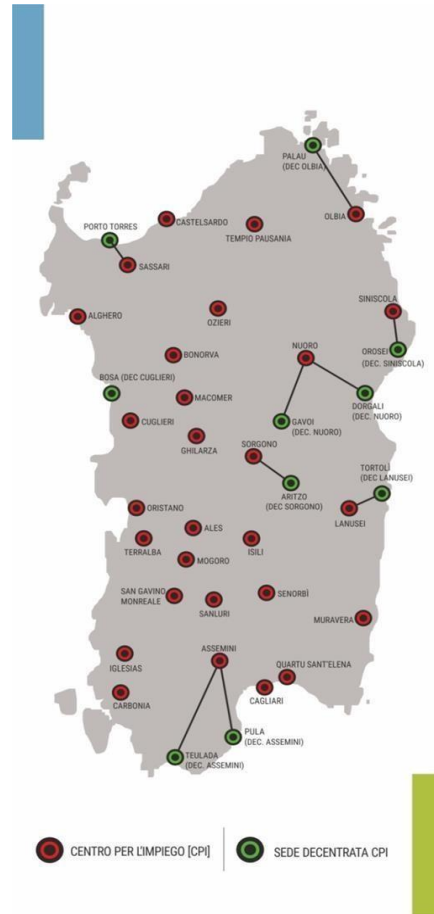 PALAU
(DEC OLBIA)
CASTELSARDO
OLBIA
PORTO TORRES
TEMPIO PAUSANIA
SASSARI
SINISCOLA
OZIERI
ALGHERO
NUORO
OROSEI
(DEC. SINISCOLA)
BONORVA
BOSA (DEC CUGLIERI)
MACOMER
DORGALI
(DEC. NUORO)
GAVOI
(DEC. NUORO)
CUGLIERI
SORGONO
GHILARZA
TORTOLÌ
(DEC LANUSEI)
ARITZO
(DEC SORGONO)
ORISTANO
LANUSEI
ALES
TERRALBA
ISILI
MOGORO
SAN GAVINO
MONREALE
SENORBÌ
SANLURI
MURAVERA
ASSEMINI
IGLESIAS
QUARTU SANT'ELENA
CARBONIA
CAGLIARI
PULA
(DEC. ASSEMINI)
TEULADA
(DEC. ASSEMINI)
CENTRO PER L'IMPIEGO [CPI]
SEDE DECENTRATA CPI